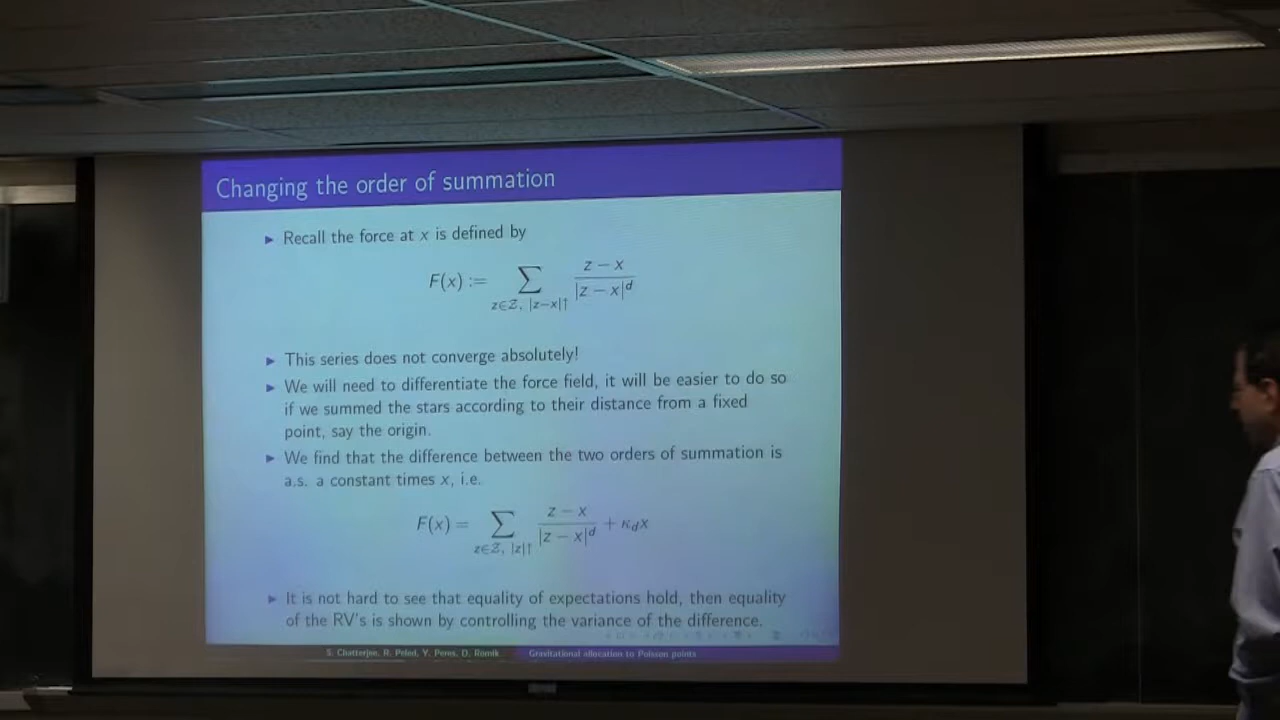 Changing the order of summation
▶ Recall the force at x is defined by
F(x) := ∑_{z∈𝒵, |z−x|↑} (z − x)/|z − x|^d
▶ This series does not converge absolutely!
▶ We will need to differentiate the force field, it will be easier to do so
if we summed the stars according to their distance from a fixed
point, say the origin.
▶ We find that the difference between the two orders of summation is
a.s. a constant times x, i.e.
F(x) = ∑_{z∈𝒵, |z|↑} (z − x)/|z − x|^d + κ_d x
▶ It is not hard to see that equality of expectations hold, then equality
of the RV's is shown by controlling the variance of the difference.
S. Chatterjee, R. Peled, Y. Peres, D. Romik Gravitational allocation to Poisson points